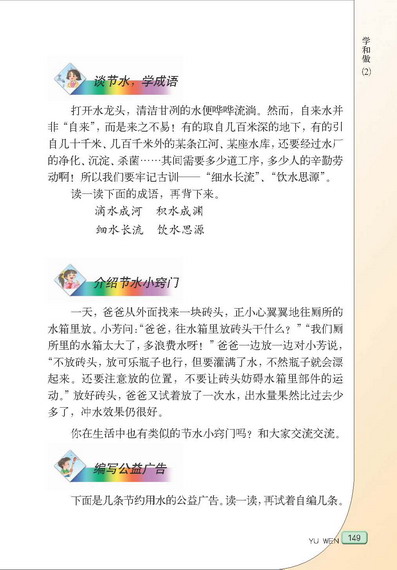 学和做（2）
谈节水，学成语
打开水龙头，清洁甘冽的水便哗哗流淌。然而，自来水并
非“自来”，而是来之不易！有的取自几百米深的地下，有的引
自几十千米、几百千米外的某条江河、某座水库，还要经过水厂
的净化、沉淀、杀菌……其间需要多少道工序，多少人的辛勤劳
动啊！所以我们要牢记古训——“细水长流”、“饮水思源”。
读一读下面的成语，再背下来。
滴水成河　积水成渊
细水长流　饮水思源
介绍节水小窍门
一天，爸爸从外面找来一块砖头，正小心翼翼地往厕所的
水箱里放。小芳问：“爸爸，往水箱里放砖头干什么？”“我们厕
所里的水箱太大了，多浪费水呀！”爸爸一边放一边对小芳说，
“不放砖头，放可乐瓶子也行，但要灌满了水，不然瓶子就会漂
起来。还要注意放的位置，不要让砖头妨碍水箱里部件的运
动。”放好砖头，爸爸又试着放了一次水，出水量果然比过去少
多了，冲水效果仍很好。
你在生活中也有类似的节水小窍门吗？和大家交流交流。
编写公益广告
下面是几条节约用水的公益广告。读一读，再试着自编几条。
YU WEN 149